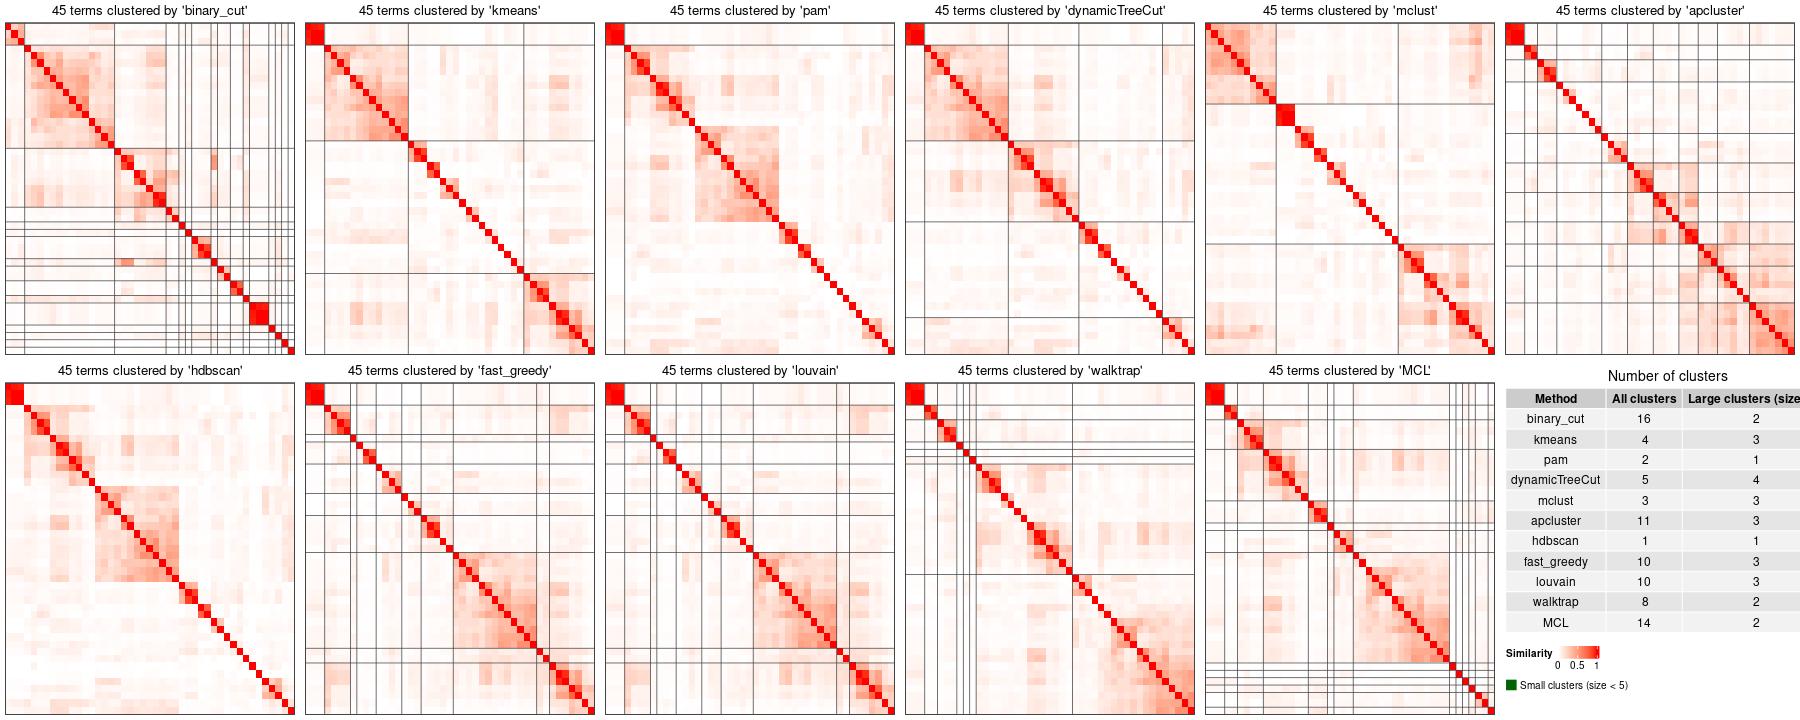 45 terms clustered by 'binary_cut'
45 terms clustered by 'kmeans'
45 terms clustered by 'pam'
45 terms clustered by 'dynamicTreeCut'
45 terms clustered by 'mclust'
45 terms clustered by 'apcluster'
45 terms clustered by 'hdbscan'
45 terms clustered by 'fast_greedy'
45 terms clustered by 'louvain'
45 terms clustered by 'walktrap'
45 terms clustered by 'MCL'
Number of clusters
Method All clusters Large clusters (size
binary_cut 16 2
kmeans 4 3
pam 2 1
dynamicTreeCut 5 4
mclust 3 3
apcluster 11 3
hdbscan 1 1
fast_greedy 10 3
louvain 10 3
walktrap 8 2
MCL 14 2
Similarity
0 0.5 1
Small clusters (size < 5)